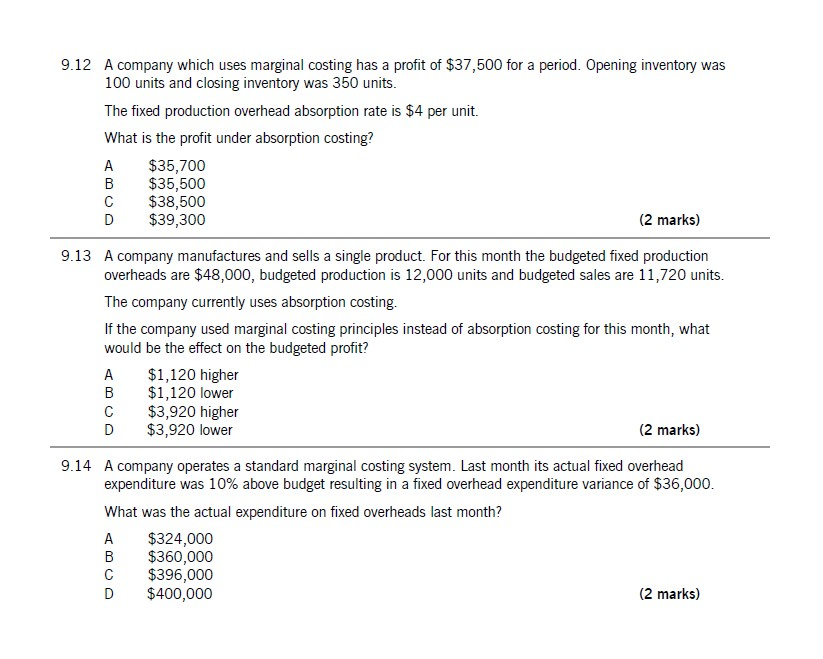 9.12 A company which uses marginal costing has a profit of $37,500 for a period. Opening inventory was
100 units and closing inventory was 350 units.
The fixed production overhead absorption rate is $4 per unit.
What is the profit under absorption costing?
A $35,700
B $35,500
C $38,500
D $39,300 (2 marks)
9.13 A company manufactures and sells a single product. For this month the budgeted fixed production
overheads are $48,000, budgeted production is 12,000 units and budgeted sales are 11,720 units.
The company currently uses absorption costing.
If the company used marginal costing principles instead of absorption costing for this month, what
would be the effect on the budgeted profit?
A $1,120 higher
B $1,120 lower
C $3,920 higher
D $3,920 lower (2 marks)
9.14 A company operates a standard marginal costing system. Last month its actual fixed overhead
expenditure was 10% above budget resulting in a fixed overhead expenditure variance of $36,000.
What was the actual expenditure on fixed overheads last month?
A $324,000
B $360,000
C $396,000
D $400,000 (2 marks)